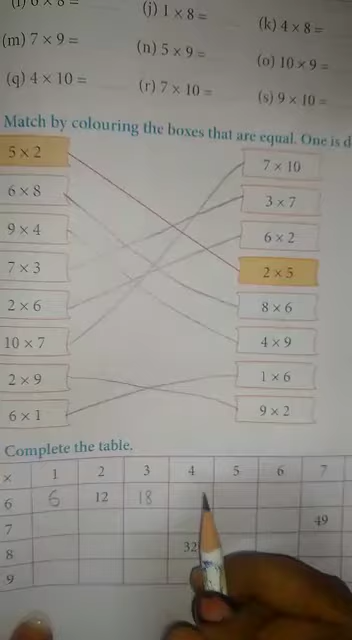 (j) 1 × 8 =
(k) 4 × 8 =
(m) 7 × 9 =
(n) 5 × 9 =
(o) 10 × 9 =
(q) 4 × 10 =
(r) 7 × 10 =
(s) 9 × 10 =
Match by colouring the boxes that are equal. One is d
5 × 2
7 × 10
6 × 8
3 × 7
9 × 4
6 × 2
7 × 3
2 × 5
2 × 6
8 × 6
10 × 7
4 × 9
2 × 9
1 × 6
6 × 1
9 × 2
Complete the table.
× 1 2 3 4 5 6 7
6 6 12 18
7 49
8 32
9